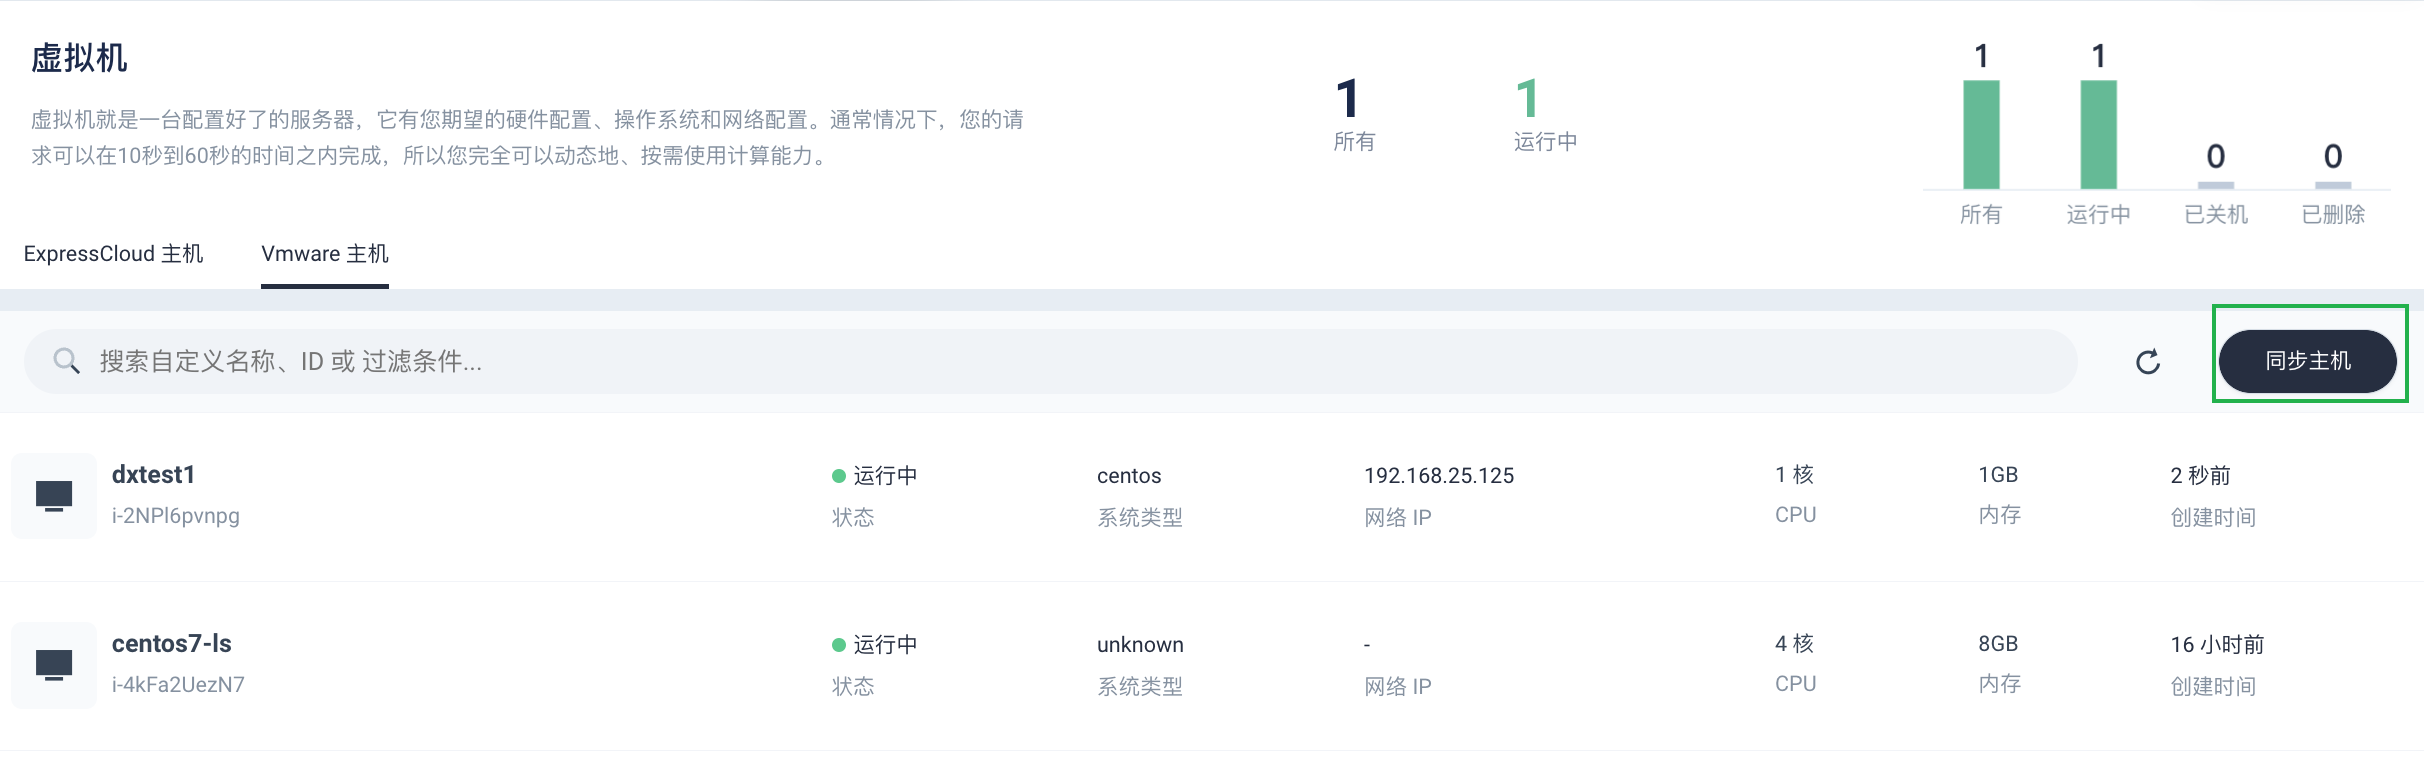 虚拟机
虚拟机就是一台配置好了的服务器，它有您期望的硬件配置、操作系统和网络配置。通常情况下，您的请
求可以在10秒到60秒的时间之内完成，所以您完全可以动态地、按需使用计算能力。
1
所有
1
运行中
1 1 0 0
所有 运行中 已关机 已删除
ExpressCloud 主机 Vmware 主机
搜索自定义名称、ID 或 过滤条件...
同步主机
dxtest1 运行中 centos 192.168.25.125 1 核 1GB 2 秒前
i-2NPl6pvnpg 状态 系统类型 网络 IP CPU 内存 创建时间
centos7-ls 运行中 unknown - 4 核 8GB 16 小时前
i-4kFa2UezN7 状态 系统类型 网络 IP CPU 内存 创建时间